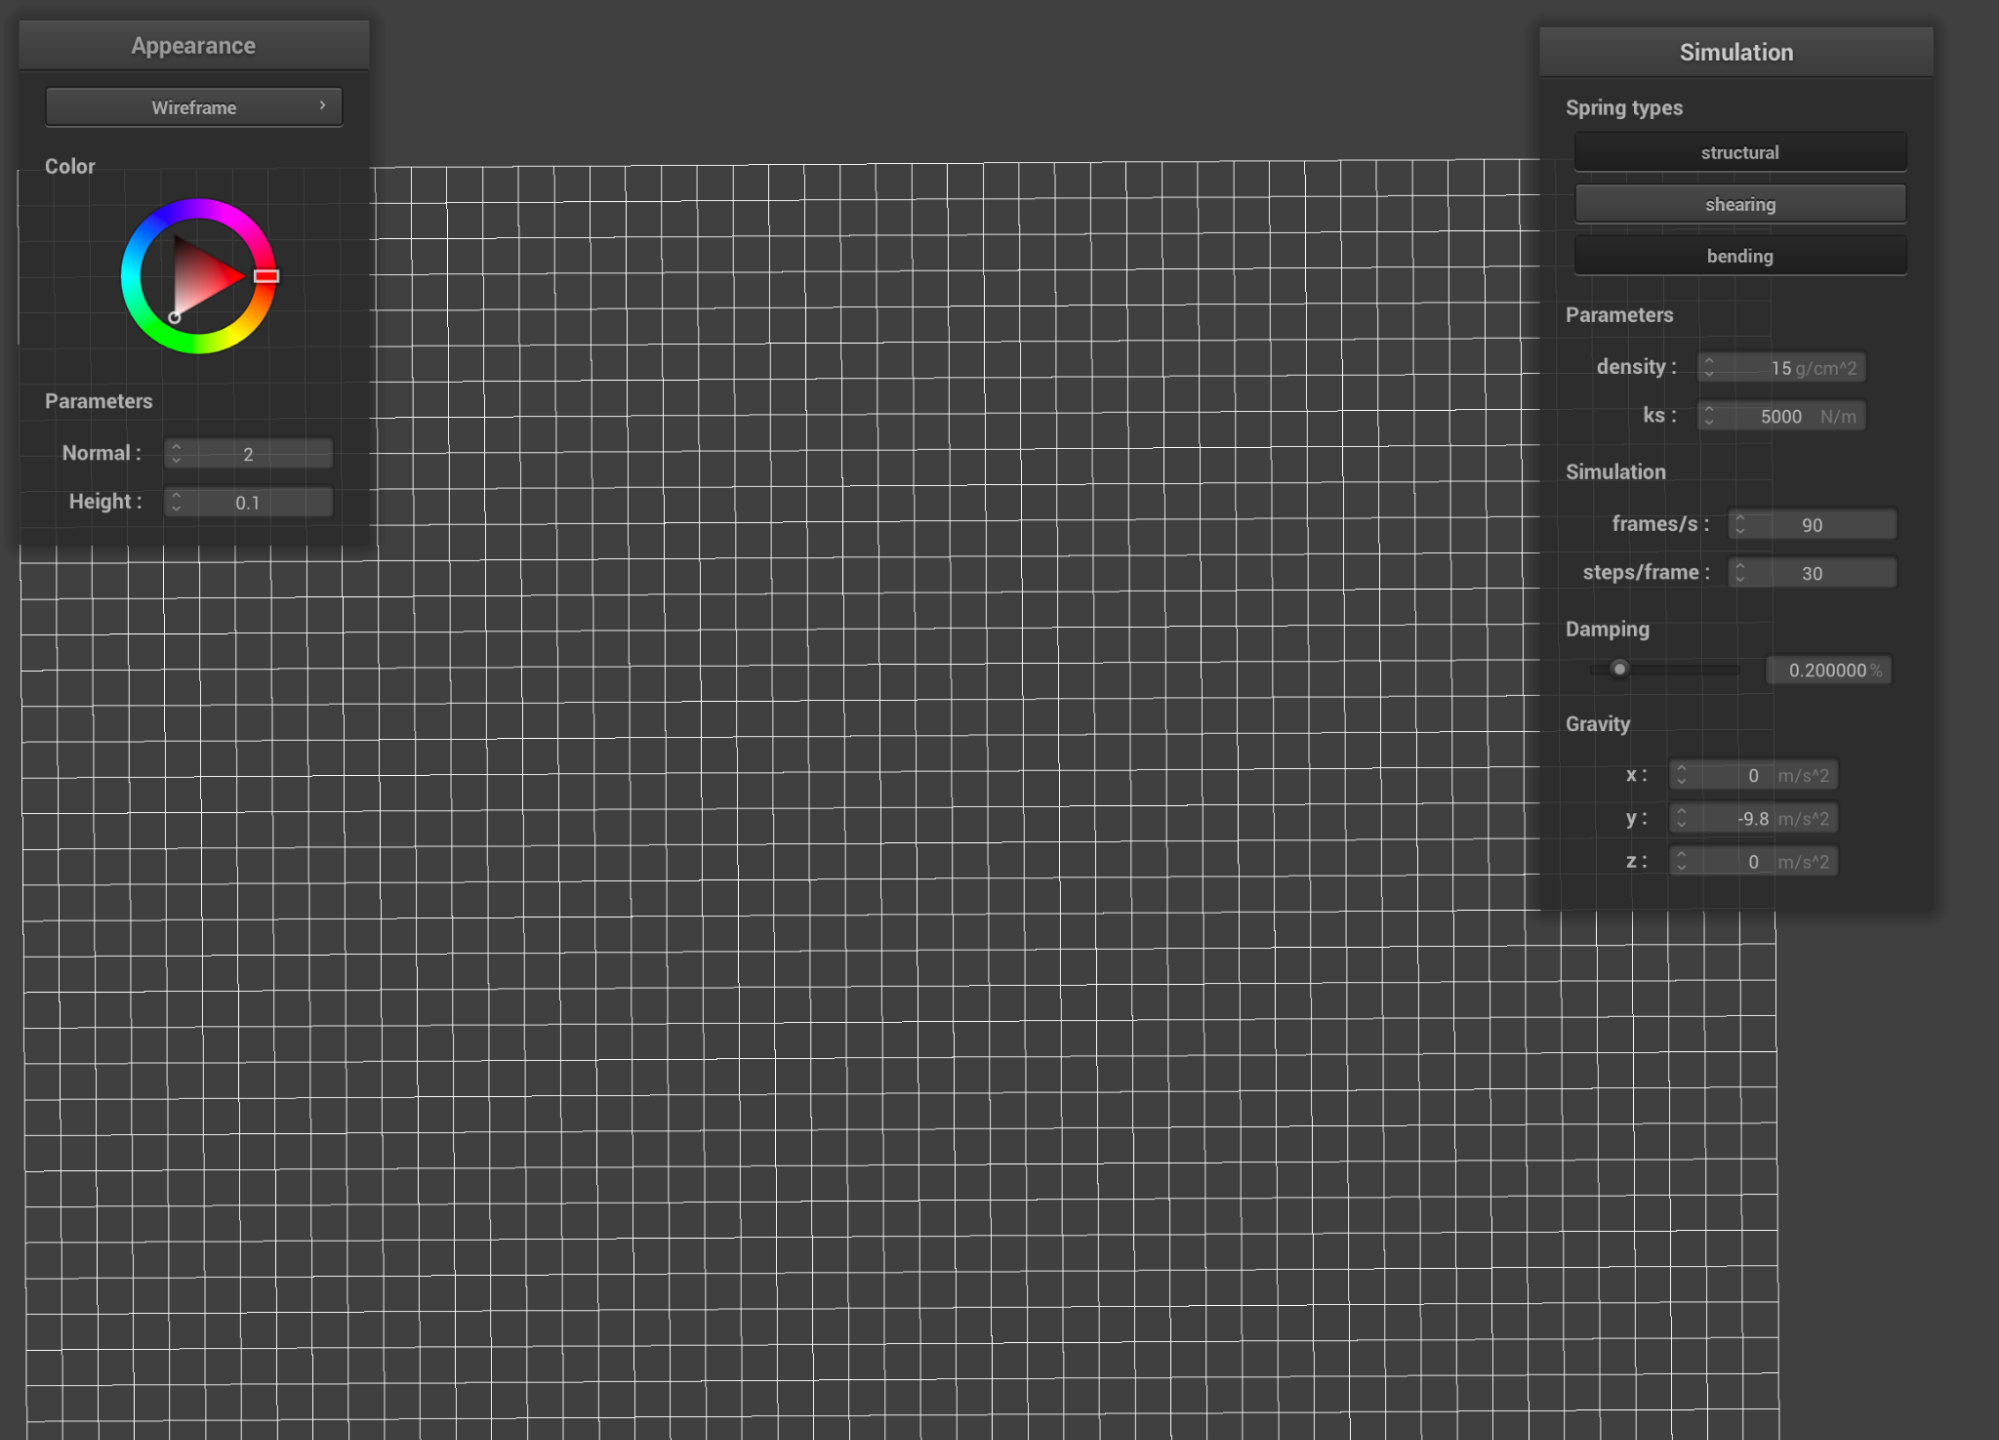 Appearance
Wireframe
Color
Parameters
Normal : 2
Height : 0.1
Simulation
Spring types
structural
shearing
bending
Parameters
density : 15 g/cm^2
ks : 5000 N/m
Simulation
frames/s : 90
steps/frame : 30
Damping
0.200000 %
Gravity
x : 0 m/s^2
y : -9.8 m/s^2
z : 0 m/s^2